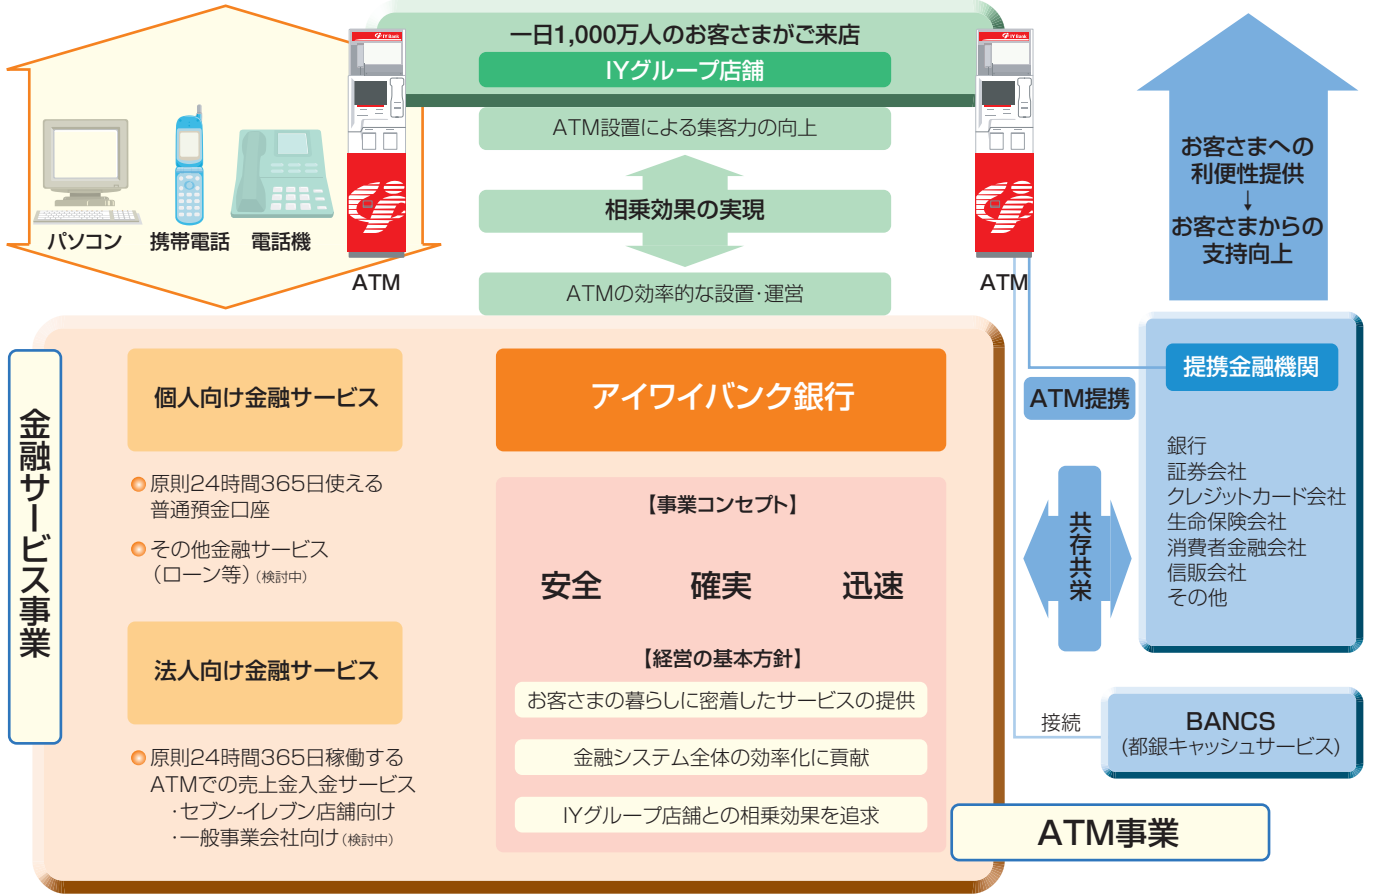 一日1,000万人のお客さまがご来店
IYグループ店舗
ATM設置による集客力の向上
相乗効果の実現
ATMの効率的な設置・運営
IY Bank
IY Bank
パソコン
携帯電話
電話機
ATM
ATM
お客さまへの
利便性提供
↓
お客さまからの
支持向上
金融サービス事業
個人向け金融サービス
原則24時間365日使える
普通預金口座
その他金融サービス
(ローン等)(検討中)
法人向け金融サービス
原則24時間365日稼働する
ATMでの売上金入金サービス
・セブン-イレブン店舗向け
・一般事業会社向け(検討中)
アイワイバンク銀行
【事業コンセプト】
安全 確実 迅速
【経営の基本方針】
お客さまの暮らしに密着したサービスの提供
金融システム全体の効率化に貢献
IYグループ店舗との相乗効果を追求
ATM提携
共存共栄
提携金融機関
銀行
証券会社
クレジットカード会社
生命保険会社
消費者金融会社
信販会社
その他
接続
BANCS
(都銀キャッシュサービス)
ATM事業